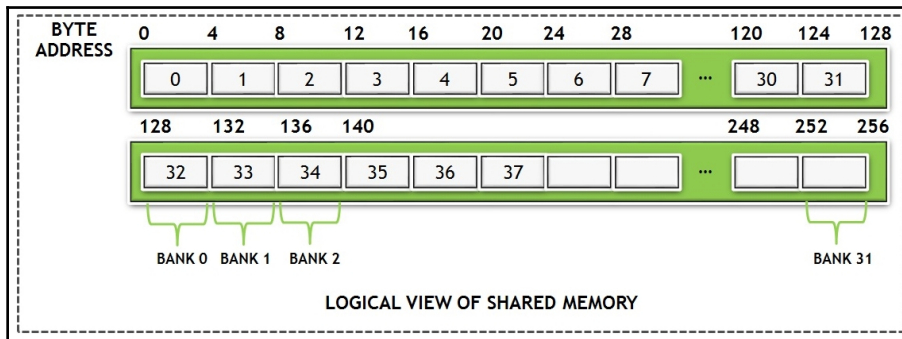 BYTE ADDRESS 0 4 8 12 16 20 24 28 120 124 128
0 1 2 3 4 5 6 7 ... 30 31
128 132 136 140 248 252 256
32 33 34 35 36 37 ...
BANK 0 BANK 1 BANK 2 BANK 31
LOGICAL VIEW OF SHARED MEMORY